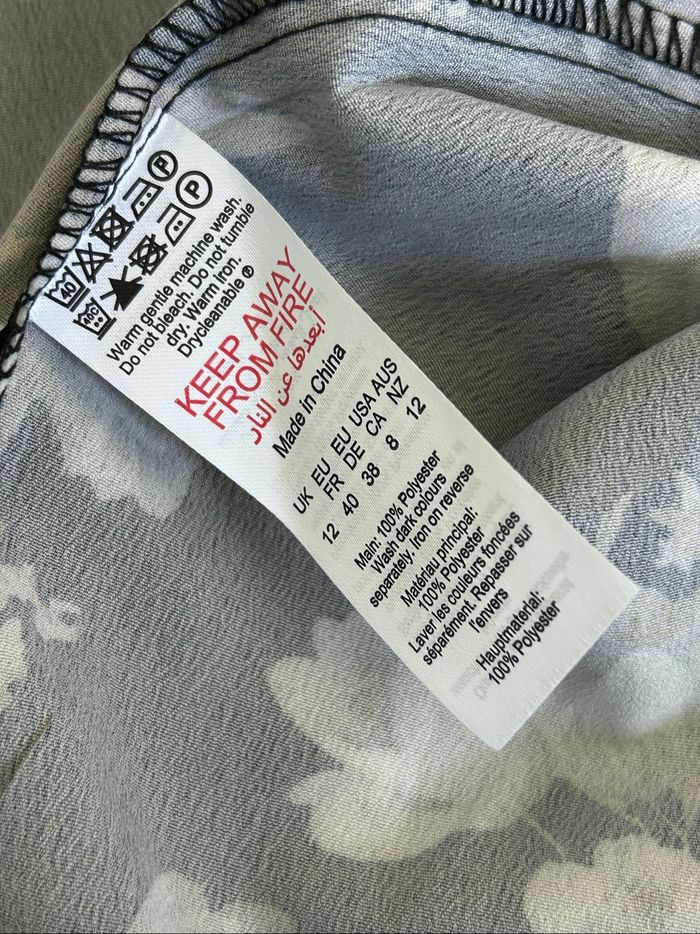 40 P
40C P
Warm gentle machine wash.
Do not bleach. Do not tumble
dry. Warm Iron.
Drycleanable ®
KEEP AWAY
FROM FIRE
أبعدها عن النار
Made in China
UK EU EU USA AUS
FR DE CA NZ
12 40 38 8 12
Main: 100% Polyester
Wash dark colours
separately. Iron on reverse
Matériau principal:
100% Polyester
Laver les couleurs foncées
séparément. Repasser sur
l'envers
Hauptmaterial:
100% Polyester